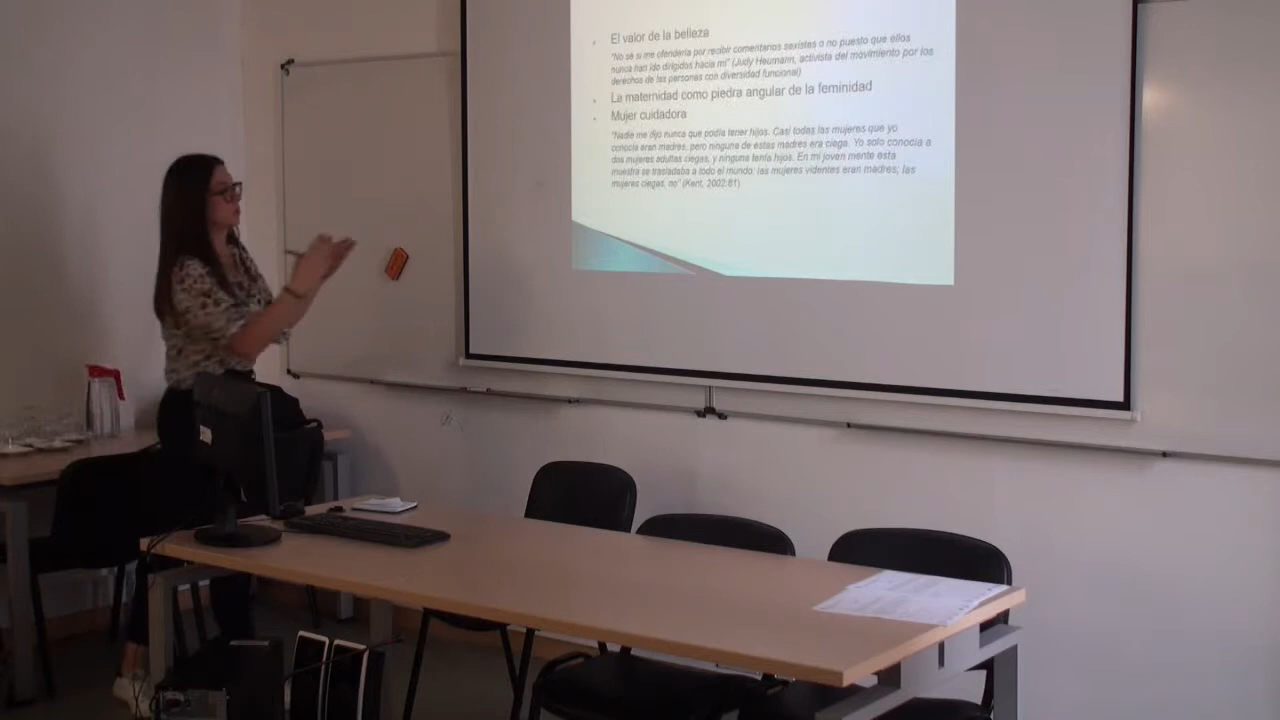 El valor de la belleza
"No sé si me ofendería por recibir comentarios sexistas o no puesto que ellos
nunca han ido dirigidos hacia mí" (Judy Heumann, activista del movimiento por los
derechos de las personas con diversidad funcional)
La maternidad como piedra angular de la feminidad
Mujer cuidadora
"Nadie me dijo nunca que podía tener hijos. Casi todas las mujeres que yo
conocía eran madres, pero ninguna de estas madres era ciega. Yo solo conocía a
dos mujeres adultas ciegas, y ninguna tenía hijos. En mi joven mente esta
muestra se trasladaba a todo el mundo: las mujeres videntes eran madres; las
mujeres ciegas, no" (Kent, 2002:81)